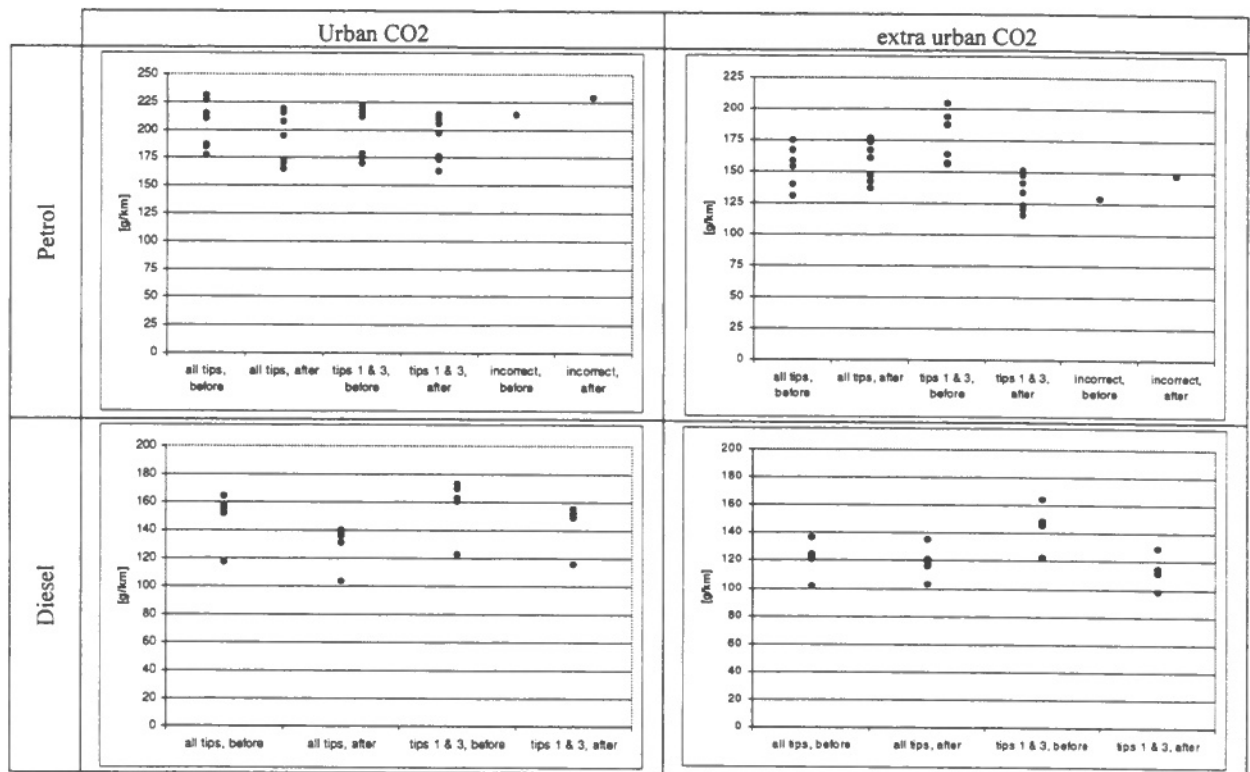 Urban CO2
extra urban CO2
Petrol
[g/km]
250
225
200
175
150
125
100
75
50
25
0
all tips, before
all tips, after
tips 1 & 3, before
tips 1 & 3, after
incorrect, before
incorrect, after
[g/km]
225
200
175
150
125
100
75
50
25
0
all tips, before
all tips, after
tips 1 & 3, before
tips 1 & 3, after
incorrect, before
incorrect, after
Diesel
[g/km]
200
180
160
140
120
100
80
60
40
20
0
all tips, before
all tips, after
tips 1 & 3, before
tips 1 & 3, after
[g/km]
200
180
160
140
120
100
80
60
40
20
0
all tips, before
all tips, after
tips 1 & 3, before
tips 1 & 3, after